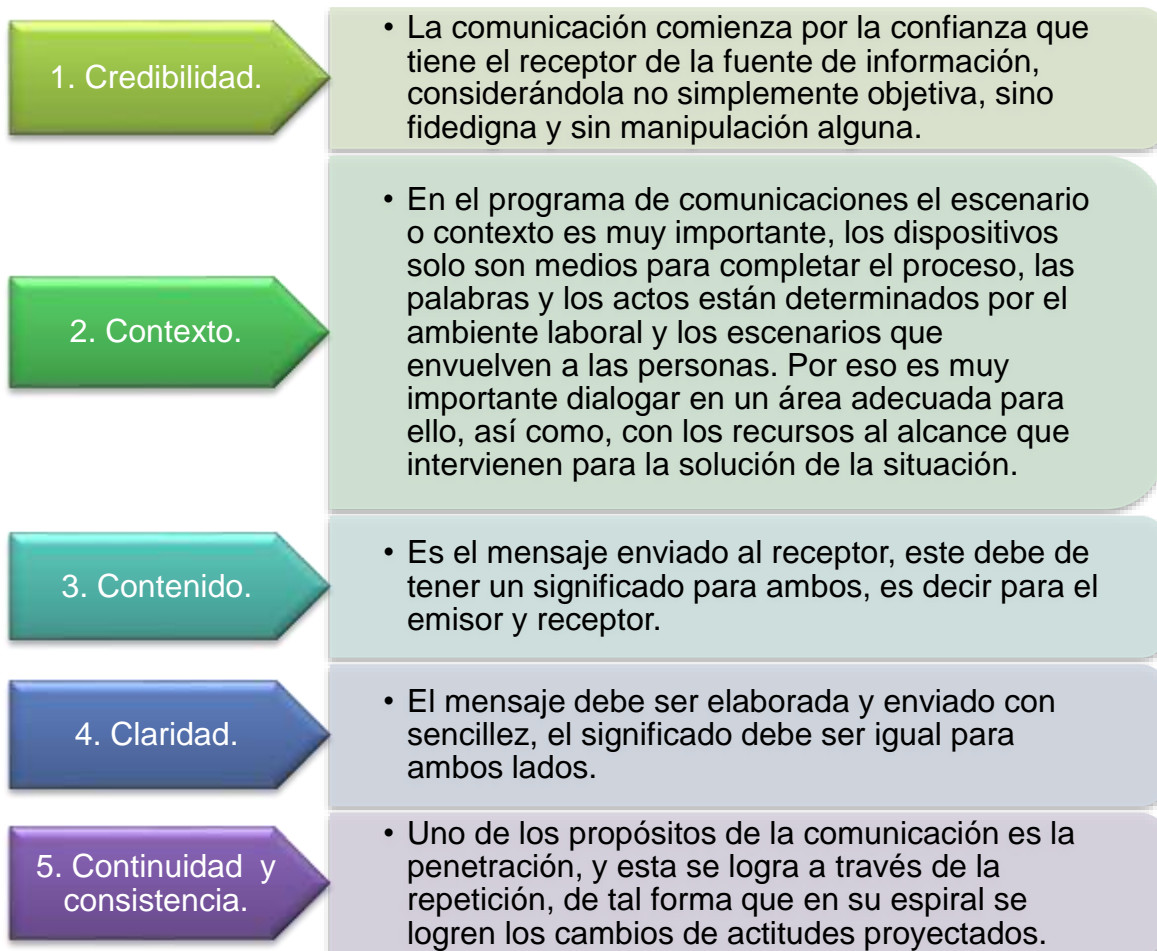 1. Credibilidad.
• La comunicación comienza por la confianza que
tiene el receptor de la fuente de información,
considerándola no simplemente objetiva, sino
fidedigna y sin manipulación alguna.
2. Contexto.
• En el programa de comunicaciones el escenario
o contexto es muy importante, los dispositivos
solo son medios para completar el proceso, las
palabras y los actos están determinados por el
ambiente laboral y los escenarios que
envuelven a las personas. Por eso es muy
importante dialogar en un área adecuada para
ello, así como, con los recursos al alcance que
intervienen para la solución de la situación.
3. Contenido.
• Es el mensaje enviado al receptor, este debe de
tener un significado para ambos, es decir para el
emisor y receptor.
4. Claridad.
• El mensaje debe ser elaborada y enviado con
sencillez, el significado debe ser igual para
ambos lados.
5. Continuidad y
consistencia.
• Uno de los propósitos de la comunicación es la
penetración, y esta se logra a través de la
repetición, de tal forma que en su espiral se
logren los cambios de actitudes proyectados.